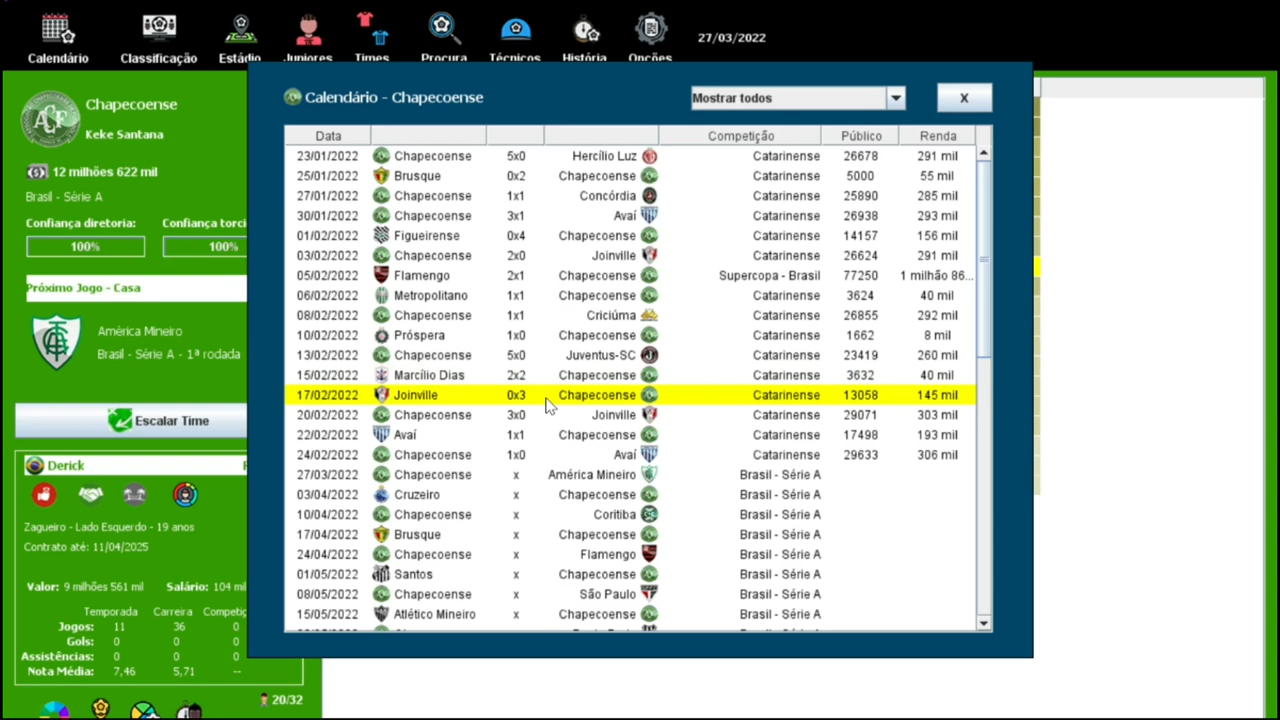 Calendário Classificação Estádio Juniores Times Procura Técnicos História Opções 27/03/2022
Chapecoense
Keke Santana
12 milhões 622 mil
Brasil - Série A
Confiança diretoria: Confiança torci
100% 100%
Próximo Jogo - Casa
América Mineiro
Brasil - Série A - 1ª rodada
Escalar Time
Derick
Zagueiro - Lado Esquerdo - 19 anos
Contrato até: 11/04/2025
Valor: 9 milhões 561 mil Salário: 104 mil
Temporada Carreira Competiç
Jogos: 11 36 0
Gols: 0 0 0
Assistências: 0 0 0
Nota Média: 7,46 5,71 --
20/32
Calendário - Chapecoense Mostrar todos X
Data Competição Público Renda
23/01/2022 Chapecoense 5x0 Hercílio Luz Catarinense 26678 291 mil
25/01/2022 Brusque 0x2 Chapecoense Catarinense 5000 55 mil
27/01/2022 Chapecoense 1x1 Concórdia Catarinense 25890 285 mil
30/01/2022 Chapecoense 3x1 Avaí Catarinense 26938 293 mil
01/02/2022 Figueirense 0x4 Chapecoense Catarinense 14157 156 mil
03/02/2022 Chapecoense 2x0 Joinville Catarinense 26624 291 mil
05/02/2022 Flamengo 2x1 Chapecoense Supercopa - Brasil 77250 1 milhão 86...
06/02/2022 Metropolitano 1x1 Chapecoense Catarinense 3624 40 mil
08/02/2022 Chapecoense 1x1 Criciúma Catarinense 26855 292 mil
10/02/2022 Próspera 1x0 Chapecoense Catarinense 1662 8 mil
13/02/2022 Chapecoense 5x0 Juventus-SC Catarinense 23419 260 mil
15/02/2022 Marcílio Dias 2x2 Chapecoense Catarinense 3632 40 mil
17/02/2022 Joinville 0x3 Chapecoense Catarinense 13058 145 mil
20/02/2022 Chapecoense 3x0 Joinville Catarinense 29071 303 mil
22/02/2022 Avaí 1x1 Chapecoense Catarinense 17498 193 mil
24/02/2022 Chapecoense 1x0 Avaí Catarinense 29633 306 mil
27/03/2022 Chapecoense x América Mineiro Brasil - Série A
03/04/2022 Cruzeiro x Chapecoense Brasil - Série A
10/04/2022 Chapecoense x Coritiba Brasil - Série A
17/04/2022 Brusque x Chapecoense Brasil - Série A
24/04/2022 Chapecoense x Flamengo Brasil - Série A
01/05/2022 Santos x Chapecoense Brasil - Série A
08/05/2022 Chapecoense x São Paulo Brasil - Série A
15/05/2022 Atlético Mineiro x Chapecoense Brasil - Série A